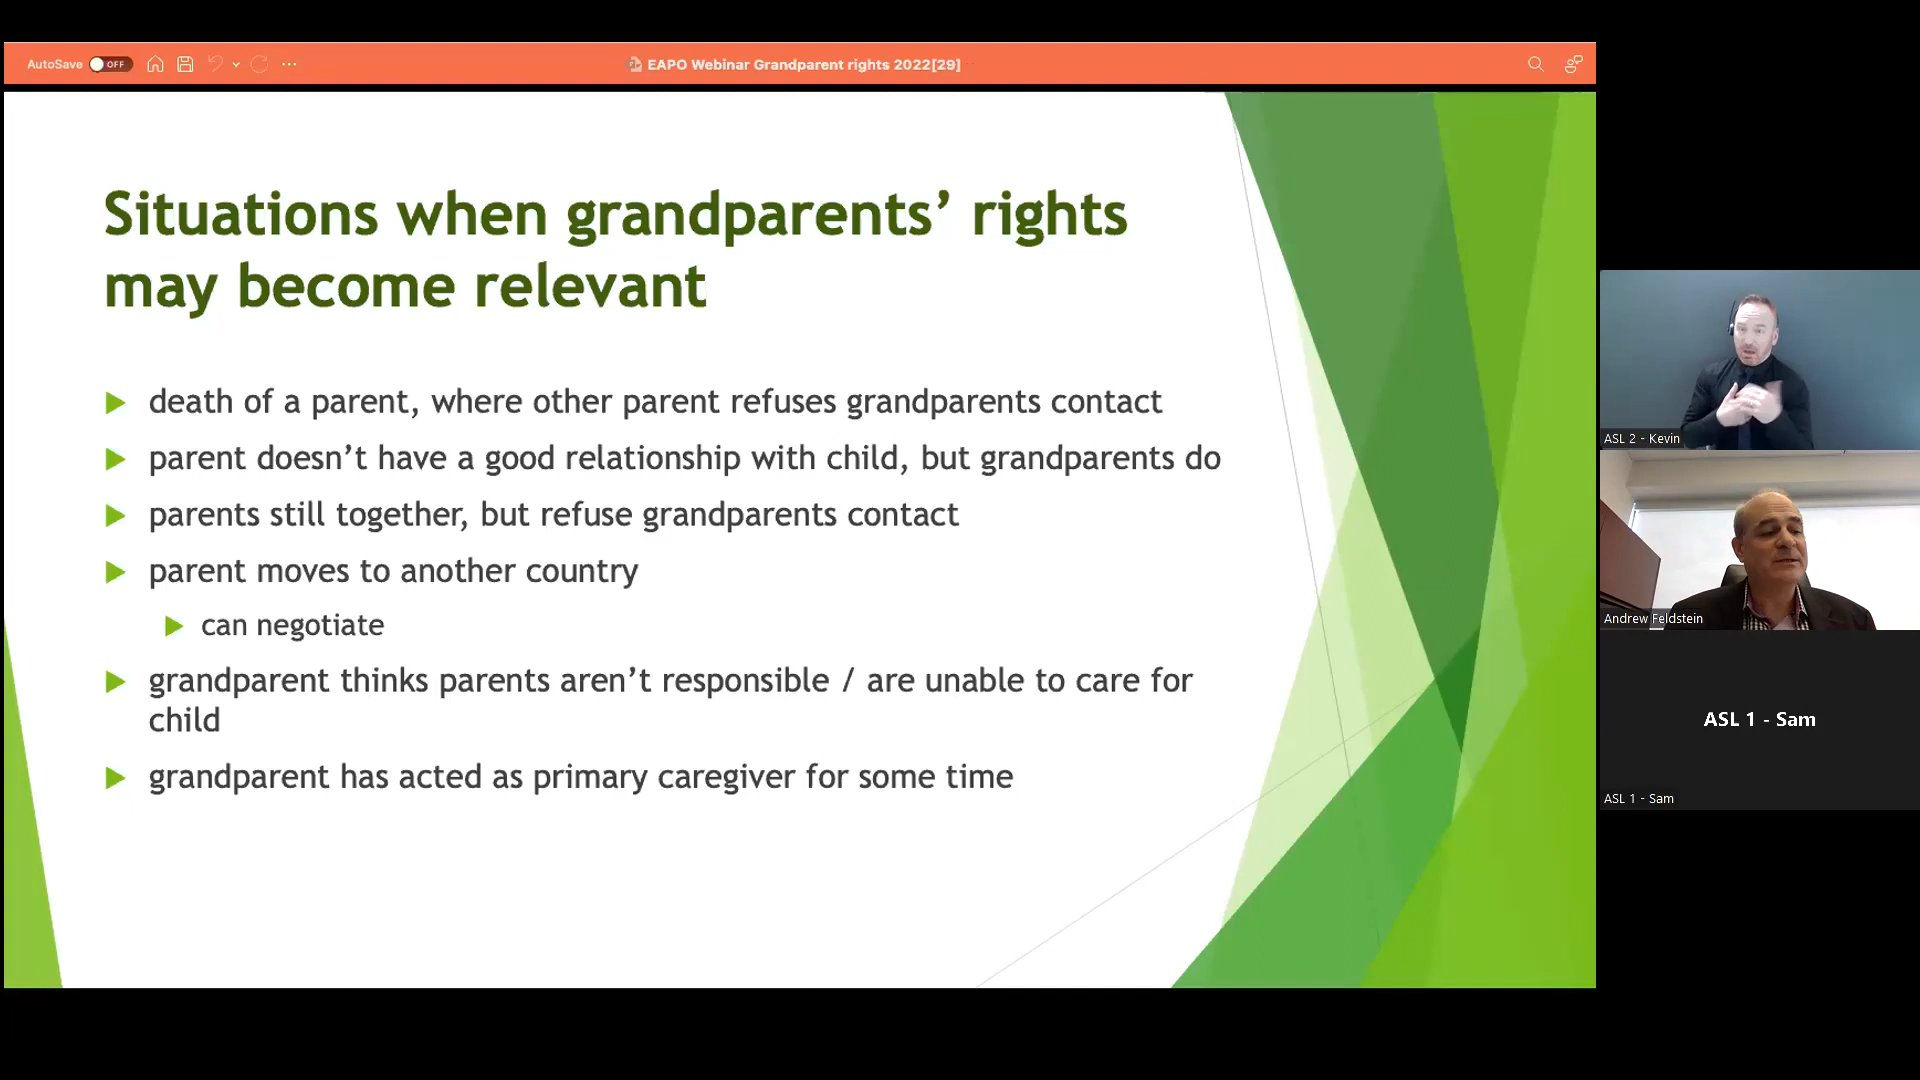 AutoSave OFF
EAPO Webinar Grandparent rights 2022[29]
Situations when grandparents’ rights
may become relevant
death of a parent, where other parent refuses grandparents contact
parent doesn’t have a good relationship with child, but grandparents do
parents still together, but refuse grandparents contact
parent moves to another country
can negotiate
grandparent thinks parents aren’t responsible / are unable to care for
child
grandparent has acted as primary caregiver for some time
ASL 2 - Kevin
Andrew Feldstein
ASL 1 - Sam
ASL 1 - Sam